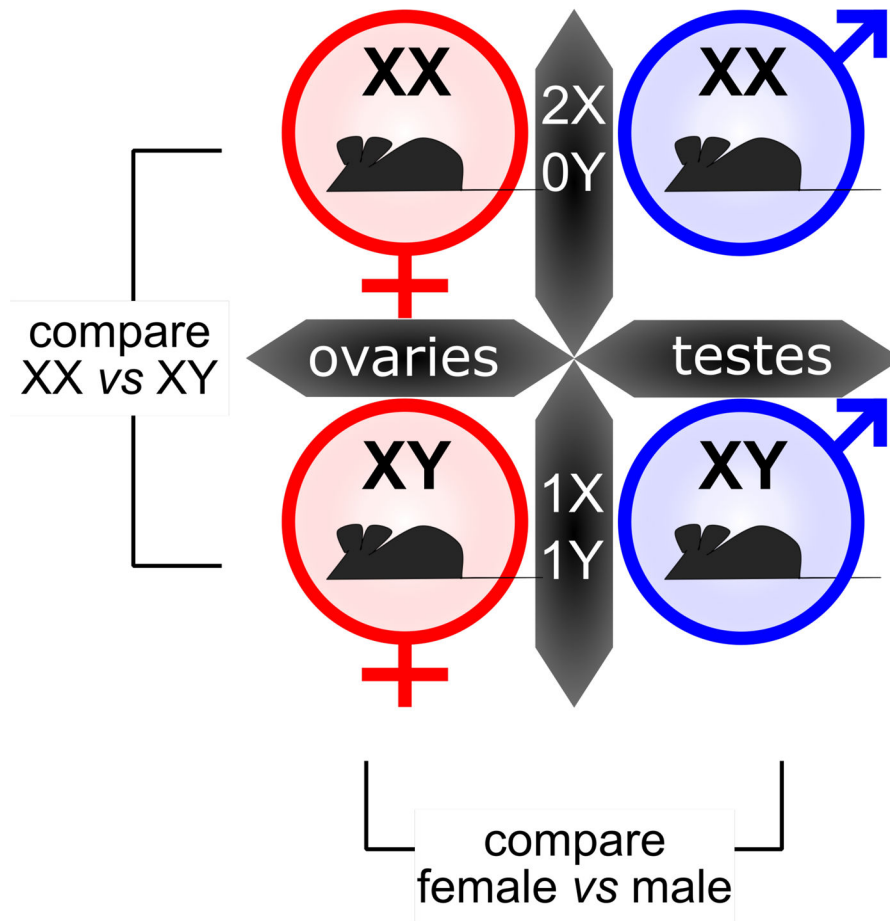 XX
2X
0Y
XX
compare
XX vs XY
ovaries
testes
XY
1X
1Y
XY
compare
female vs male